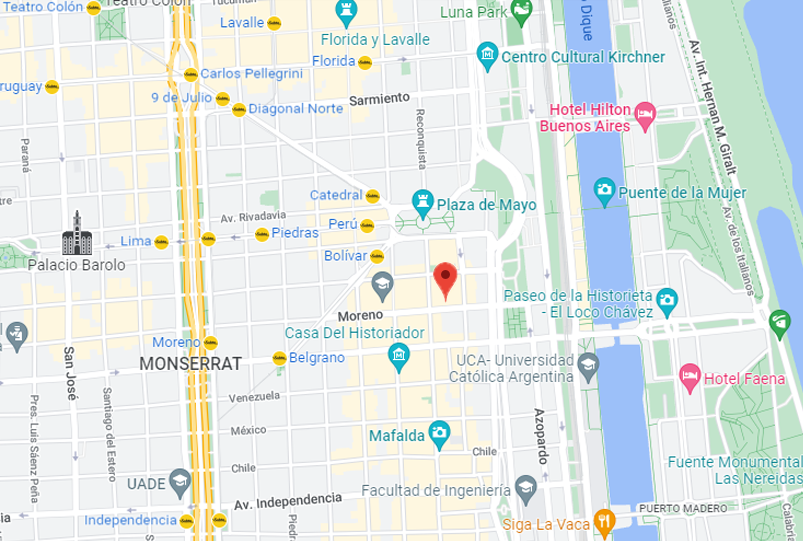 Teatro Colón
Teatro Colón
Tucumán
Lavalle
Luna Park
Dique
Florida y Lavalle
Centro Cultural Kirchner
Florida
Carlos Pellegrini
uruguay
9 de Julio
Diagonal Norte
Sarmiento
Reconquista
Hotel Hilton
Buenos Aires
Av. Int. Hernan M. Giralt
Paraná
Catedral
Plaza de Mayo
Puente de la Mujer
Av. de los Italianos
tre
Av. Rivadavia
Perú
Lima
Piedras
Bolívar
Palacio Barolo
Moreno
Paseo de la Historieta
- El Loco Chávez
Casa Del Historiador
Moreno
Belgrano
MONSERRAT
San José
UCA- Universidad
Católica Argentina
Hotel Faena
Pres. Luis Sáenz Peña
Santiago del Estero
Venezuela
México
Azopardo
Mafalda
Chile
Chile
Fuente Monumental
Las Nereidas
UADE
Facultad de Ingeniería
Av. Independencia
PUERTO MADERO
Independencia
Piedr
Siga La Vaca
Calabria